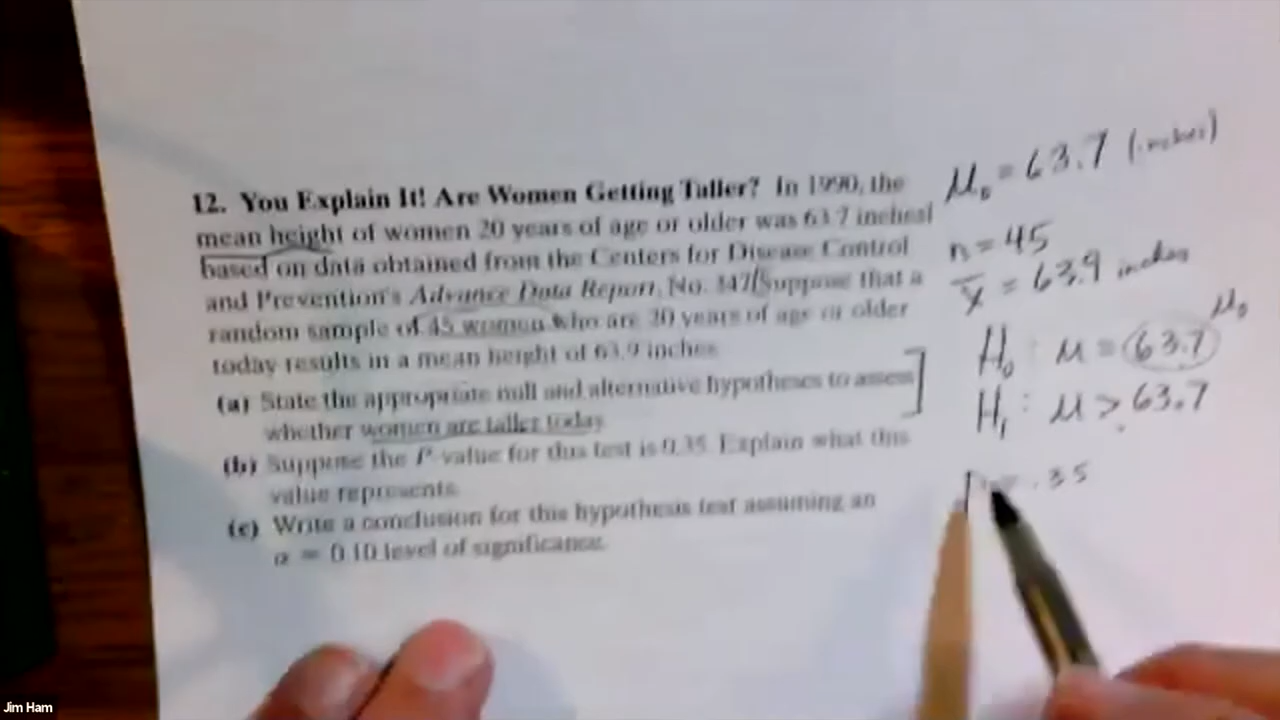 12. You Explain It! Are Women Getting Taller? In 1990, the
mean height of women 20 years of age or older was 63.7 inches
based on data obtained from the Centers for Disease Control
and Prevention's Advance Data Report, No. 347. Suppose that a
random sample of 45 women who are 20 years of age or older
today results in a mean height of 63.9 inches.
(a) State the appropriate null and alternative hypotheses to assess
whether women are taller today.
(b) Suppose the P-value for this test is 0.35. Explain what this
value represents.
(c) Write a conclusion for this hypothesis test assuming an
α = 0.10 level of significance.
μ₀ = 63.7 (inches)
n = 45
x̄ = 63.9 inches
μ₀
H₀ : μ = 63.7
H₁ : μ > 63.7
.35
Jim Ham